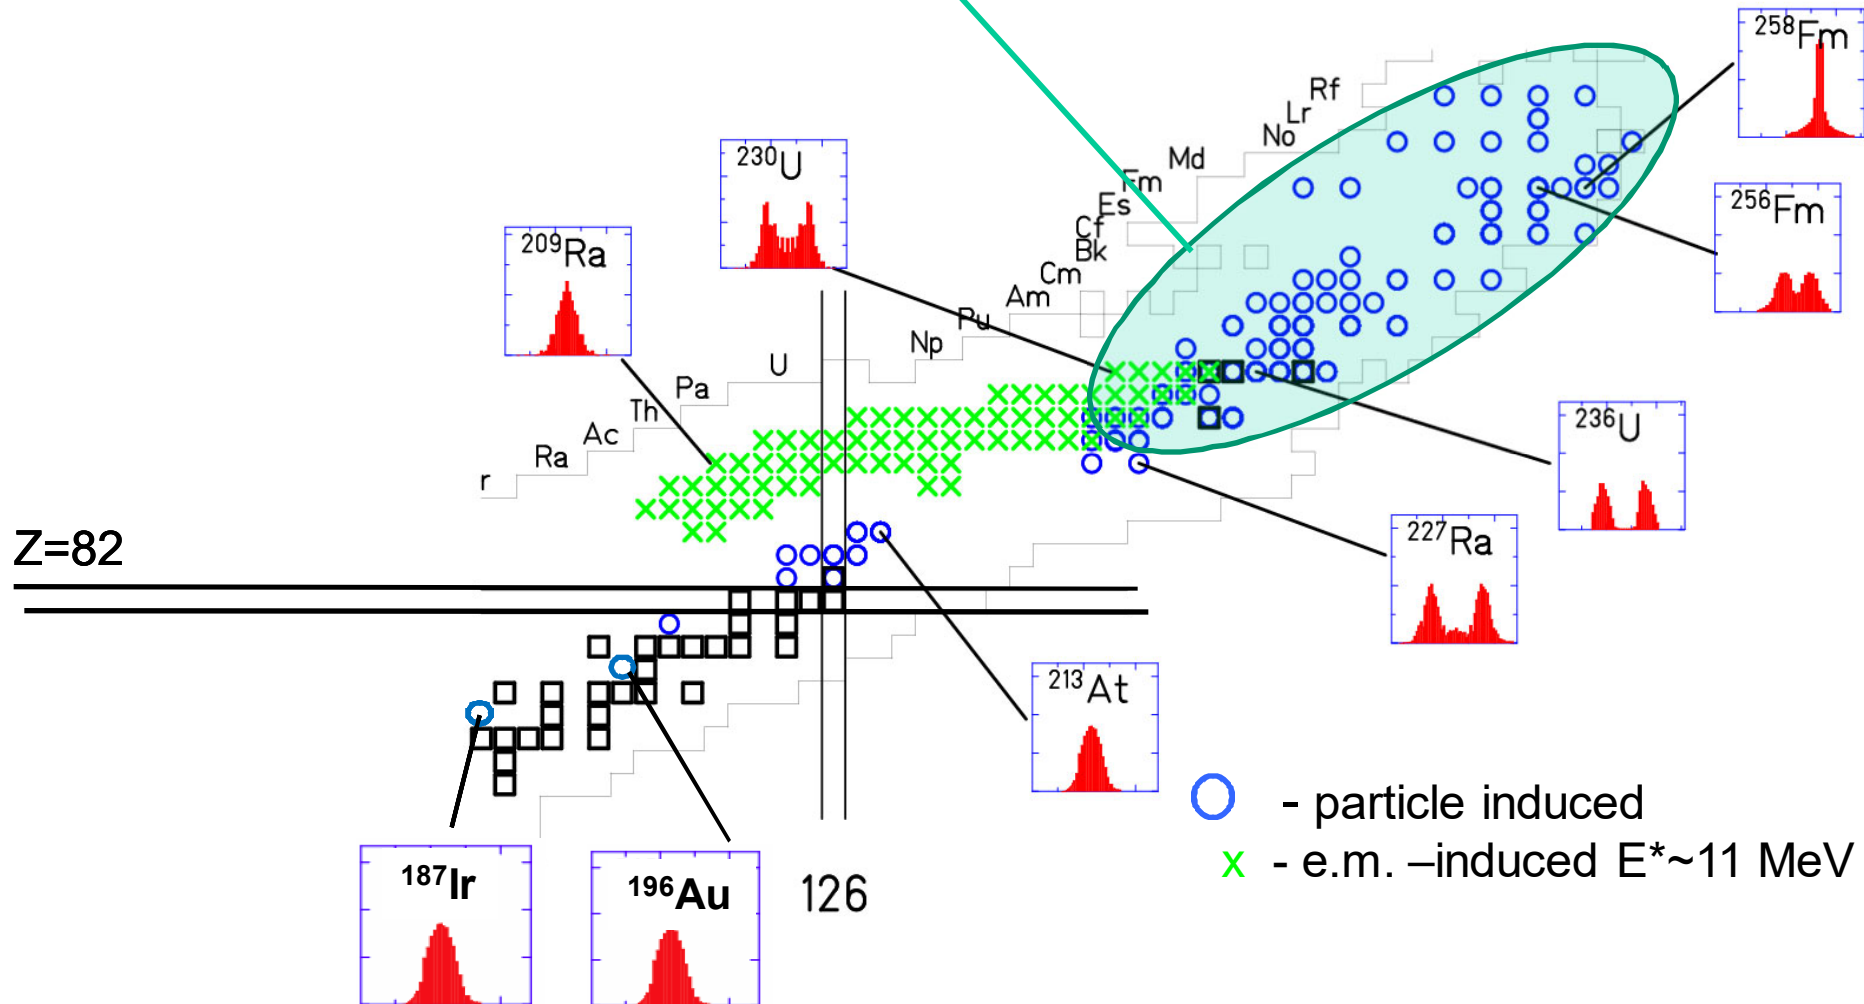 258Fm
Rf
Lr
No
Md
Fm
Es
Cf
Bk
Cm
Am
Pu
Np
U
Pa
Th
Ac
Ra
r
230U
256Fm
209Ra
236U
227Ra
Z=82
213At
- particle induced
x - e.m. –induced E*~11 MeV
187Ir
196Au
126